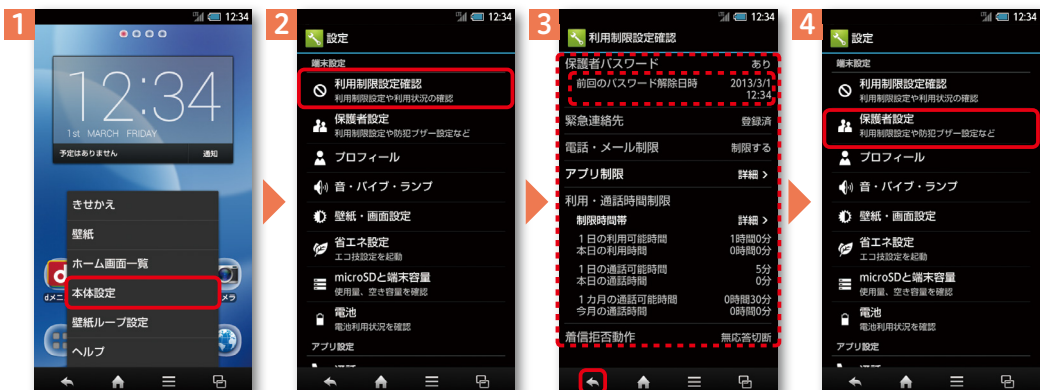 1
12:34
12:34
1st MARCH FRIDAY
予定はありません 通知
きせかえ
壁紙
ホーム画面一覧
本体設定
壁紙ループ設定
ヘルプ
d
dメニ
メラ
2
12:34
設定
端末設定
利用制限設定確認
利用制限設定や利用状況の確認
保護者設定
利用制限設定や防犯ブザー設定など
プロフィール
音・バイブ・ランプ
壁紙・画面設定
省エネ設定
エコ技設定を起動
microSDと端末容量
使用量、空き容量を確認
電池
電池利用状況を確認
アプリ設定
3
12:34
利用制限設定確認
保護者パスワード あり
前回のパスワード解除日時 2013/3/1
12:34
緊急連絡先 登録済
電話・メール制限 制限する
アプリ制限 詳細 >
利用・通話時間制限
制限時間帯 詳細 >
1日の利用可能時間 1時間0分
本日の利用時間 0時間0分
1日の通話可能時間 5分
本日の通話時間 0分
1カ月の通話可能時間 0時間30分
今月の通話時間 0時間0分
着信拒否動作 無応答切断
4
12:34
設定
端末設定
利用制限設定確認
利用制限設定や利用状況の確認
保護者設定
利用制限設定や防犯ブザー設定など
プロフィール
音・バイブ・ランプ
壁紙・画面設定
省エネ設定
エコ技設定を起動
microSDと端末容量
使用量、空き容量を確認
電池
電池利用状況を確認
アプリ設定